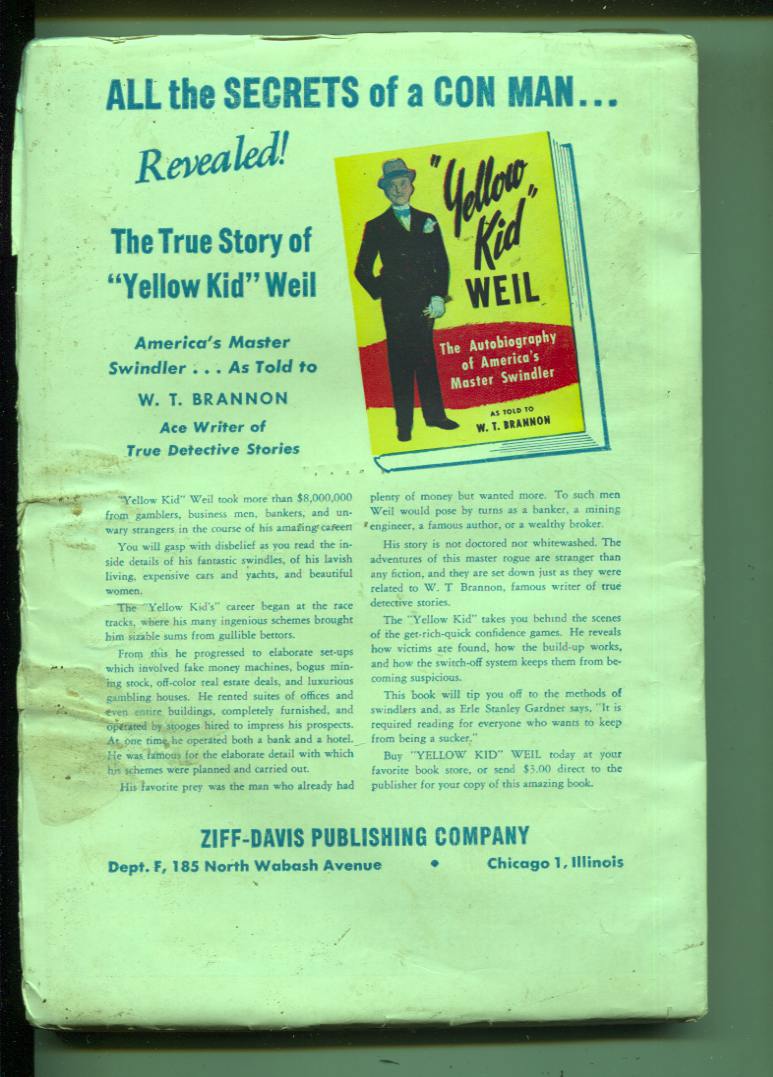 ALL the SECRETS of a CON MAN...
Revealed!
The True Story of
"Yellow Kid" Weil
America's Master
Swindler . . . As Told to
W. T. BRANNON
Ace Writer of
True Detective Stories
"Yellow
Kid"
WEIL
The Autobiography
of America's
Master Swindler
AS TOLD TO
W. T. BRANNON
"Yellow Kid" Weil took more than $8,000,000
from gamblers, business men, bankers, and un-
wary strangers in the course of his amazing career.
You will gasp with disbelief as you read the in-
side details of his fantastic swindles, of his lavish
living, expensive cars and yachts, and beautiful
women.
The "Yellow Kid's" career began at the race
tracks, where his many ingenious schemes brought
him sizable sums from gullible bettors.
From this he progressed to elaborate set-ups
which involved fake money machines, bogus min-
ing stock, off-color real estate deals, and luxurious
gambling houses. He rented suites of offices and
even entire buildings, completely furnished, and
operated by stooges hired to impress his prospects.
At one time he operated both a bank and a hotel.
He was famous for the elaborate detail with which
his schemes were planned and carried out.
His favorite prey was the man who already had
plenty of money but wanted more. To such men
Weil would pose by turns as a banker, a mining
engineer, a famous author, or a wealthy broker.
His story is not doctored nor whitewashed. The
adventures of this master rogue are stranger than
any fiction, and they are set down just as they were
related to W. T Brannon, famous writer of true
detective stories.
The "Yellow Kid" takes you behind the scenes
of the get-rich-quick confidence games. He reveals
how victims are found, how the build-up works,
and how the switch-off system keeps them from be-
coming suspicious.
This book will tip you off to the methods of
swindlers and, as Erle Stanley Gardner says, "It is
required reading for everyone who wants to keep
from being a sucker."
Buy "YELLOW KID" WEIL today at your
favorite book store, or send $3.00 direct to the
publisher for your copy of this amazing book.
ZIFF-DAVIS PUBLISHING COMPANY
Dept. F, 185 North Wabash Avenue • Chicago 1, Illinois